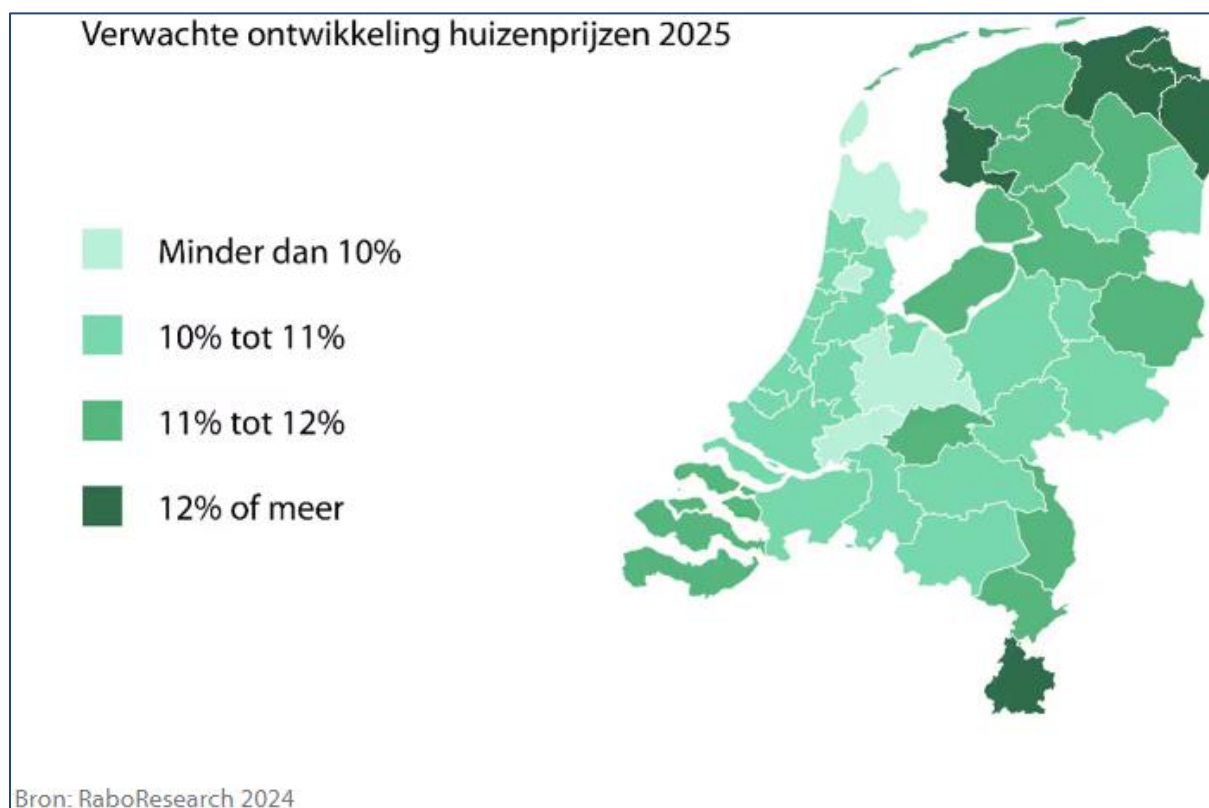 Verwachte ontwikkeling huizenprijzen 2025
Minder dan 10%
10% tot 11%
11% tot 12%
12% of meer
Bron: RaboResearch 2024